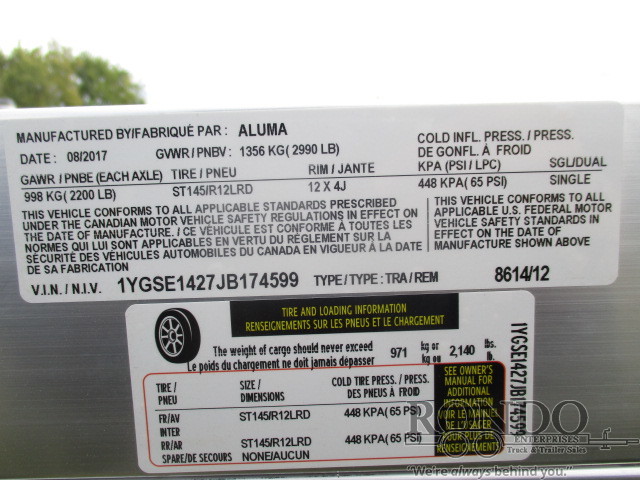 MANUFACTURED BY/FABRIQUÉ PAR : ALUMA
DATE : 08/2017 GVWR / PNBV : 1356 KG( 2990 LB)
COLD INFL. PRESS. / PRESS.
DE GONFL. À FROID
KPA (PSI / LPC) SGL/DUAL
GAWR / PNBE (EACH AXLE) TIRE / PNEU RIM / JANTE
998 KG( 2200 LB) ST145/R12LRD 12 X 4J 448 KPA( 65 PSI) SINGLE
THIS VEHICLE CONFORMS TO ALL APPLICABLE STANDARDS PRESCRIBED
UNDER THE CANADIAN MOTOR VEHICLE SAFETY REGULATIONS IN EFFECT ON
THE DATE OF MANUFACTURE. / CE VÉHICULE EST CONFORME À TOUTES LES
NORMES QUI LUI SONT APPLICABLES EN VERTU DU RÈGLEMENT SUR LA
SÉCURITÉ DES VÉHICULES AUTOMOBILES DU CANADA EN VIGUEUR À LA DATE
DE SA FABRICATION
THIS VEHICLE CONFORMS TO ALL
APPLICABLE U.S. FEDERAL MOTOR
VEHICLE SAFETY STANDARDS IN
EFFECT ON THE DATE OF
MANUFACTURE SHOWN ABOVE
V.I.N. / N.I.V. 1YGSE1427JB174599 TYPE / TYPE : TRA / REM 8614/12
TIRE AND LOADING INFORMATION
RENSEIGNEMENTS SUR LES PNEUS ET LE CHARGEMENT
The weight of cargo should never exceed
Le poids du chargement ne doit jamais dépasser
971 kg or 2,140 lbs.
kg ou lb.
TIRE / PNEU SIZE / DIMENSIONS COLD TIRE PRESS. / PRESS. DES PNEUS À FROID
FR/AV ST145/R12LRD 448 KPA( 65 PSI)
INTER
RR/AR ST145/R12LRD 448 KPA( 65 PSI)
SPARE/DE SECOURS NONE/AUCUN
SEE OWNER'S
MANUAL FOR
ADDITIONAL
INFORMATION
VOIR LE MANUEL
DE L'USAGER
POUR PLUS DE
RENSEIGNEMENTS
1YGSE1427JB174599
RONDO
ENTERPRISES
Truck & Trailer Sales
"We're always behind you."